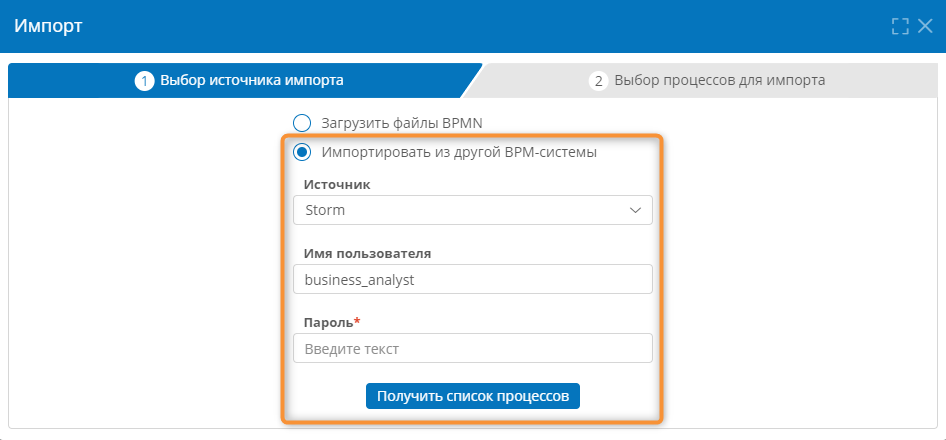 Импорт
1 Выбор источника импорта
2 Выбор процессов для импорта
Загрузить файлы BPMN
Импортировать из другой BPM-системы
Источник
Storm
Имя пользователя
business_analyst
Пароль*
Введите текст
Получить список процессов